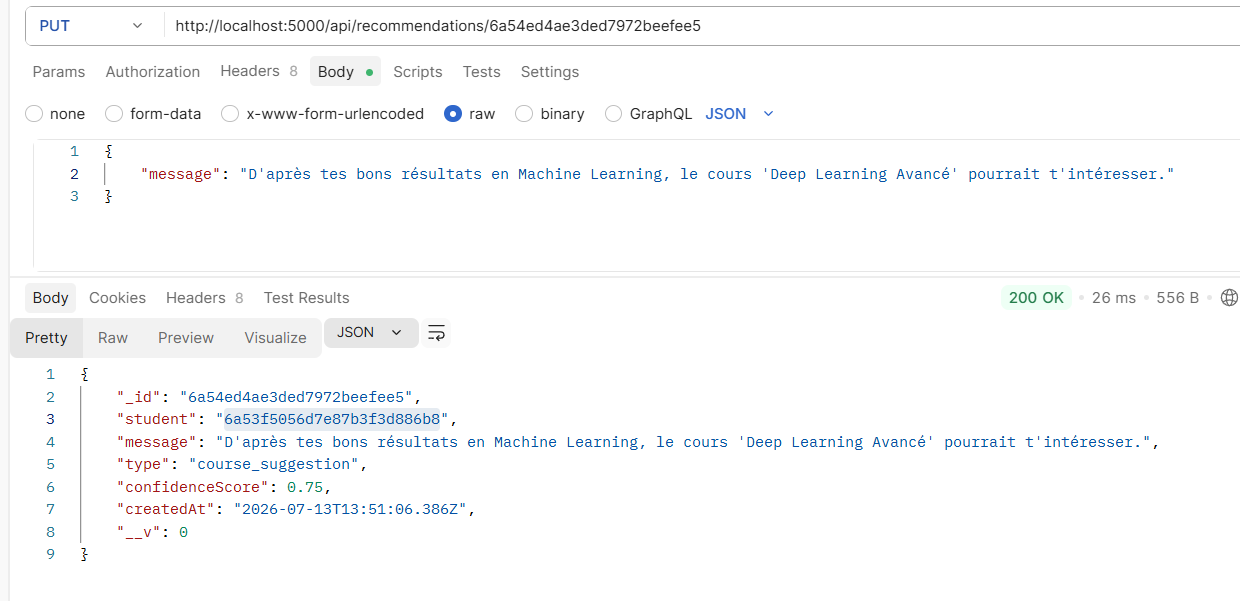 PUT http://localhost:5000/api/recommendations/6a54ed4ae3ded7972beefee5
Params Authorization Headers 8 Body Scripts Tests Settings
none form-data x-www-form-urlencoded raw binary GraphQL JSON
1 {
2 "message": "D'après tes bons résultats en Machine Learning, le cours 'Deep Learning Avancé' pourrait t'intéresser."
3 }
Body Cookies Headers 8 Test Results 200 OK 26 ms 556 B
Pretty Raw Preview Visualize JSON
1 {
2 "_id": "6a54ed4ae3ded7972beefee5",
3 "student": "6a53f5056d7e87b3f3d886b8",
4 "message": "D'après tes bons résultats en Machine Learning, le cours 'Deep Learning Avancé' pourrait t'intéresser.",
5 "type": "course_suggestion",
6 "confidenceScore": 0.75,
7 "createdAt": "2026-07-13T13:51:06.386Z",
8 "__v": 0
9 }